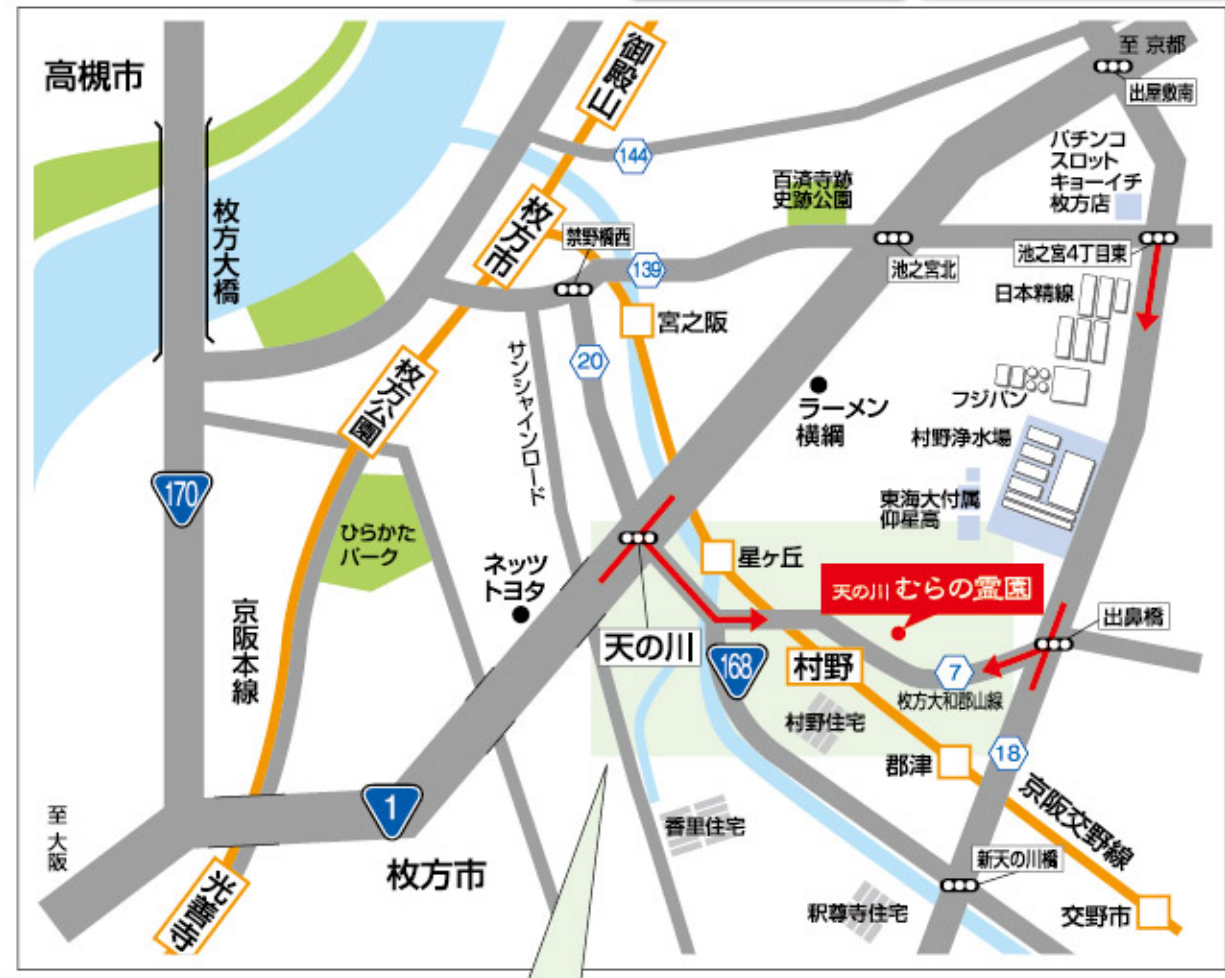 高槻市
枚方大橋
御殿山
枚方市
枚方公園
光善寺
京阪本線
170
1
至 大阪
枚方市
ひらかた
パーク
ネッツ
トヨタ
サンシャインロード
禁野橋西
144
139
20
宮之阪
百済寺跡
史跡公園
至 京都
出屋敷南
パチンコ
スロット
キョーイチ
枚方店
池之宮北
池之宮4丁目東
日本精線
フジパン
村野浄水場
ラーメン
横綱
東海大付属
仰星高
星ヶ丘
天の川 むらの霊園
天の川
168
村野
出鼻橋
7
枚方大和郡山線
村野住宅
郡津
18
京阪交野線
香里住宅
新天の川橋
釈尊寺住宅
交野市